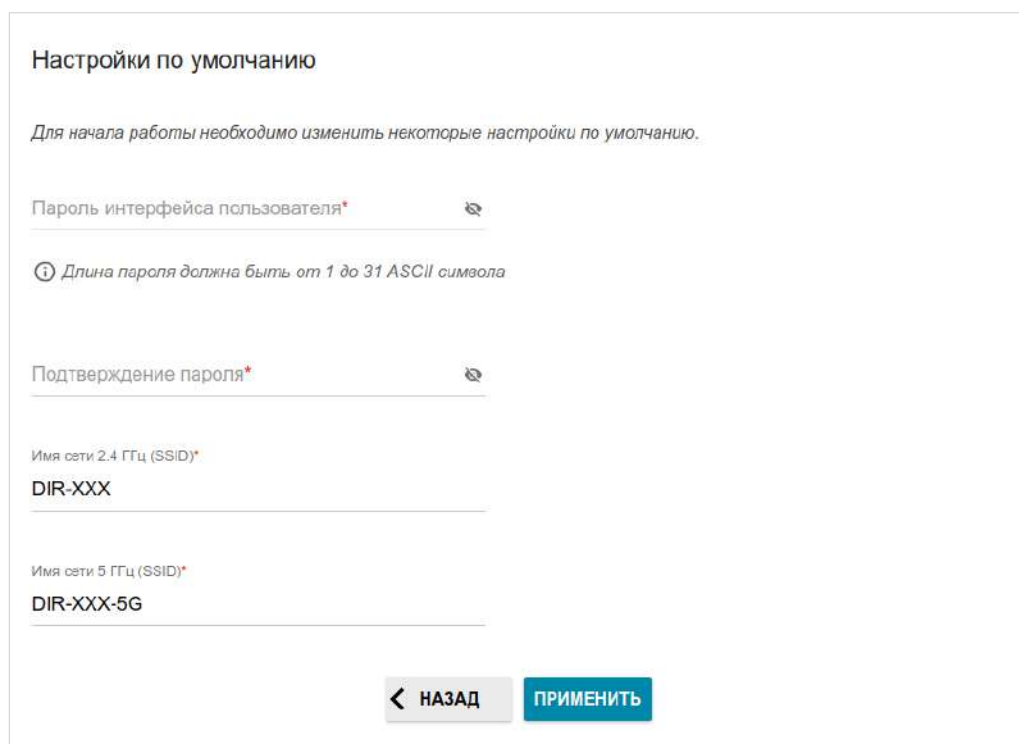 Настройки по умолчанию
Для начала работы необходимо изменить некоторые настройки по умолчанию.
Пароль интерфейса пользователя*
Длина пароля должна быть от 1 до 31 ASCII символа
Подтверждение пароля*
Имя сети 2.4 ГГц (SSID)*
DIR-XXX
Имя сети 5 ГГц (SSID)*
DIR-XXX-5G
НАЗАД ПРИМЕНИТЬ